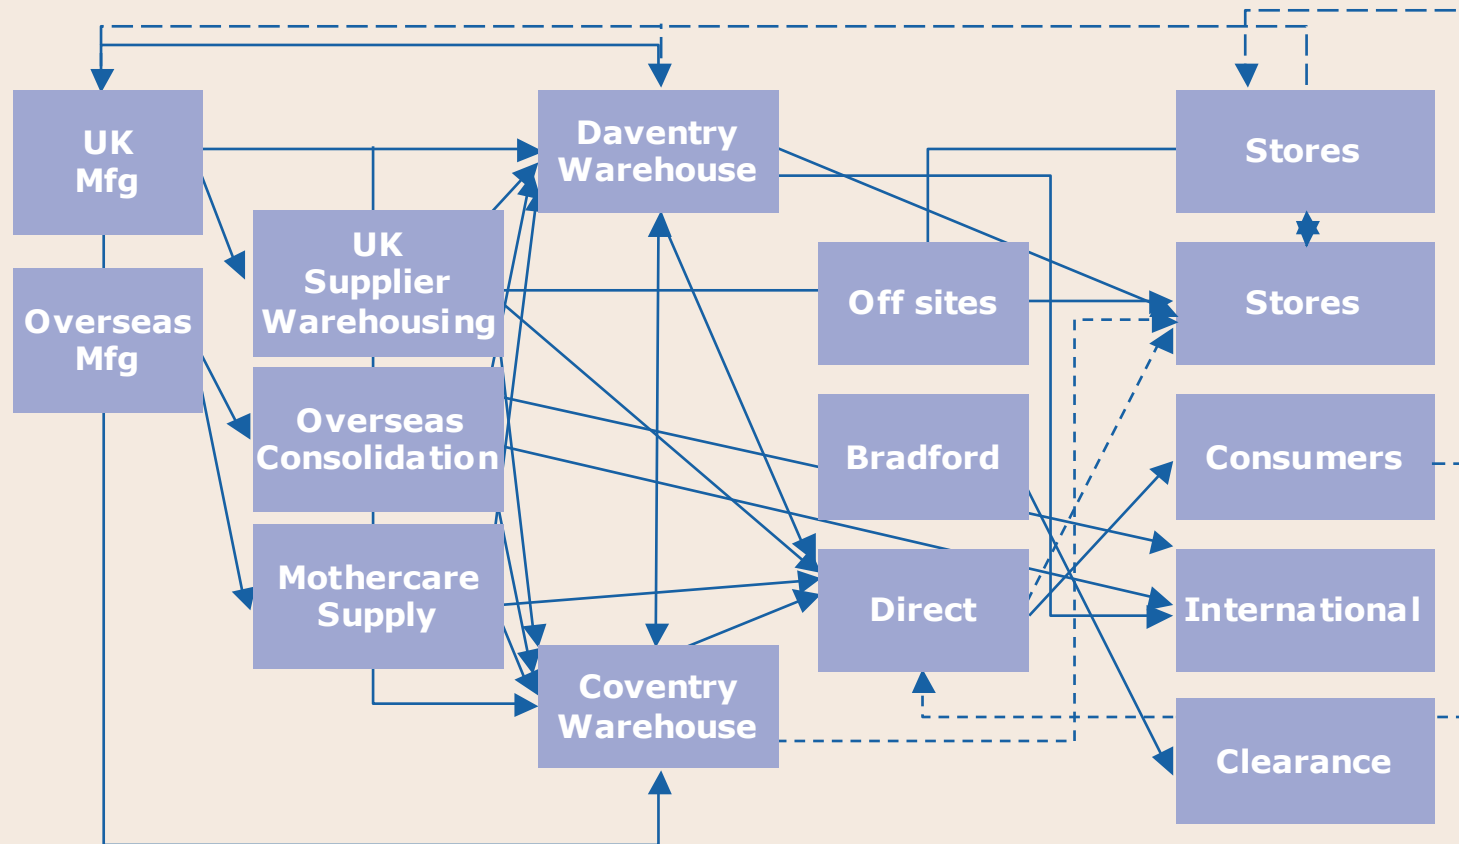 UK
Mfg
Overseas
Mfg
UK
Supplier
Warehousing
Overseas
Consolidation
Mothercare
Supply
Daventry
Warehouse
Coventry
Warehouse
Off sites
Bradford
Direct
Stores
Stores
Consumers
International
Clearance